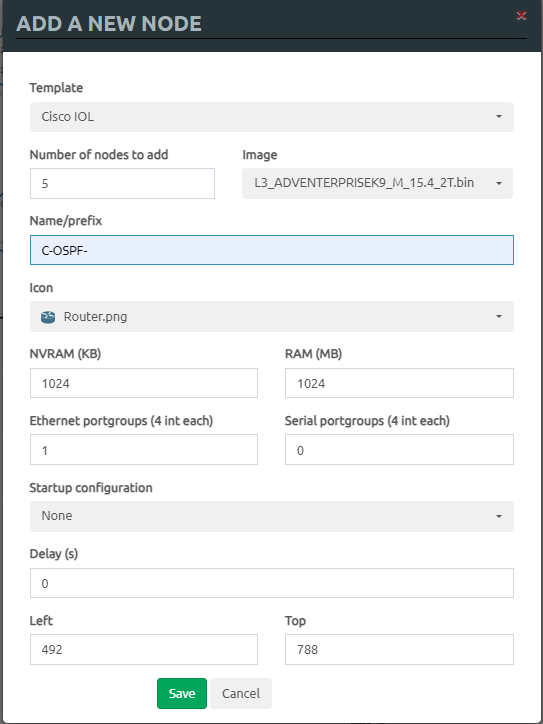 ADD A NEW NODE
Template
Cisco IOL
Number of nodes to add Image
5 L3_ADVENTERPRISEK9_M_15.4_2T.bin
Name/prefix
C-OSPF-
Icon
Router.png
NVRAM (KB) RAM (MB)
1024 1024
Ethernet portgroups (4 int each) Serial portgroups (4 int each)
1 0
Startup configuration
None
Delay (s)
0
Left Top
492 788
Save Cancel